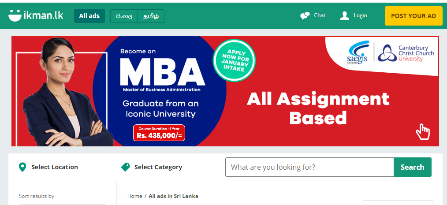 ikman.lk
All ads
සිංහල
தமிழ்
Chat
Login
POST YOUR AD
Become an
MBA
Master of Business Administration
Graduate from an
Iconic University
Course Duration : 1 Year
Rs. 435,000/=
APPLY
NOW FOR
JANUARY
INTAKE
saegis
Canterbury
Christ Church
University
All Assignment
Based
Select Location
Select Category
What are you looking for?
Search
Sort results by
Home / All ads in Sri Lanka